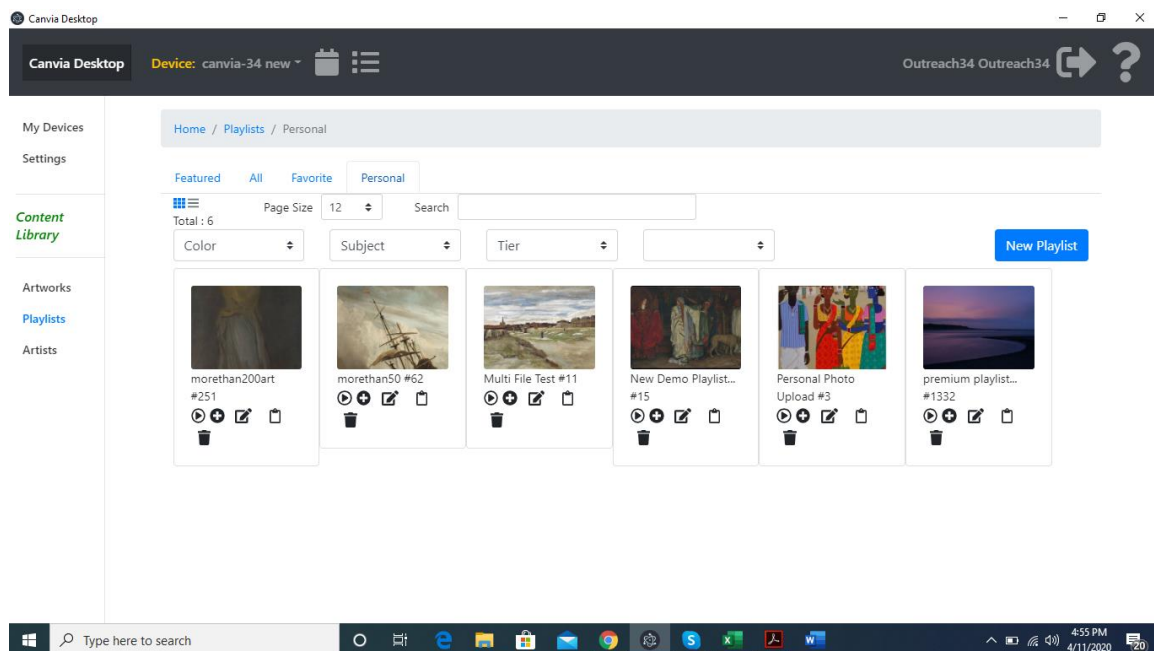 Canvia Desktop
Canvia Desktop
Device: canvia-34 new
Outreach34 Outreach34
My Devices
Settings
Content
Library
Artworks
Playlists
Artists
Home / Playlists / Personal
Featured All Favorite Personal
Page Size 12 Search
Total : 6
Color Subject Tier
New Playlist
morethan200art
#251
morethan50 #62
Multi File Test #11
New Demo Playlist...
#15
Personal Photo
Upload #3
premium playlist...
#1332
Type here to search
4:55 PM
4/11/2020
20